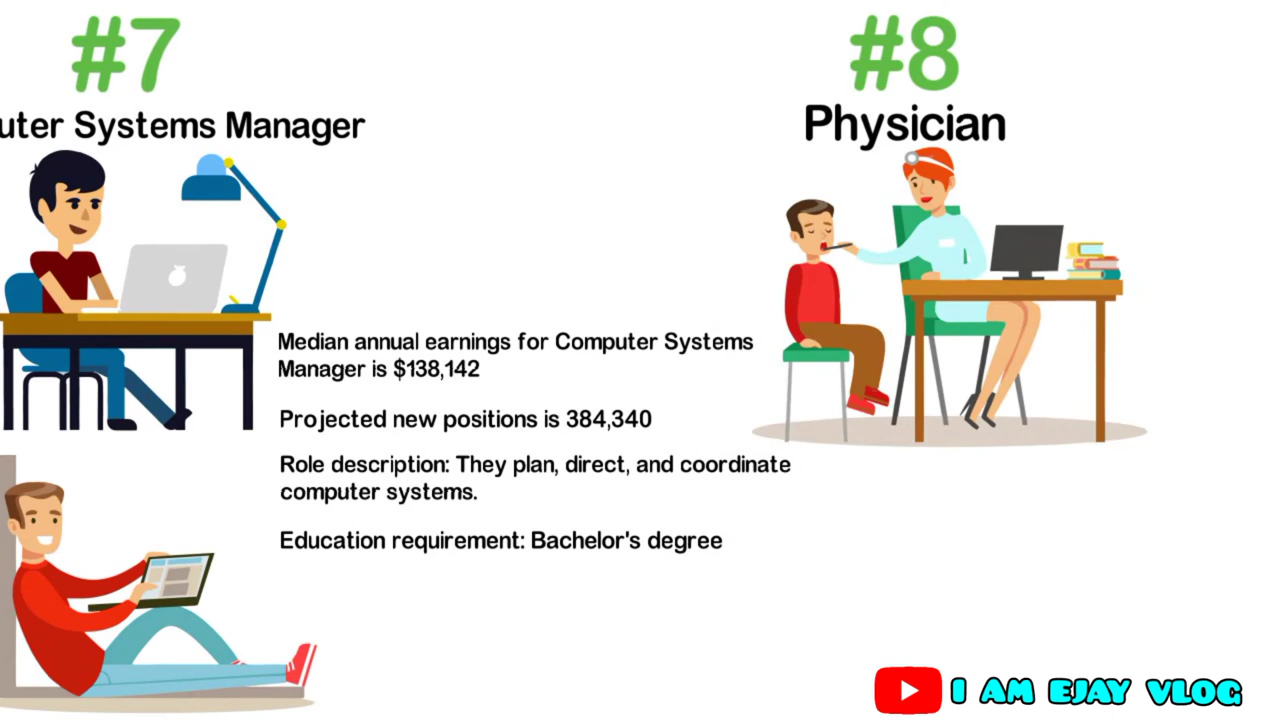 #7
uter Systems Manager
Median annual earnings for Computer Systems
Manager is $138,142
Projected new positions is 384,340
Role description: They plan, direct, and coordinate
computer systems.
Education requirement: Bachelor's degree
#8
Physician
I AM EJAY VLOG